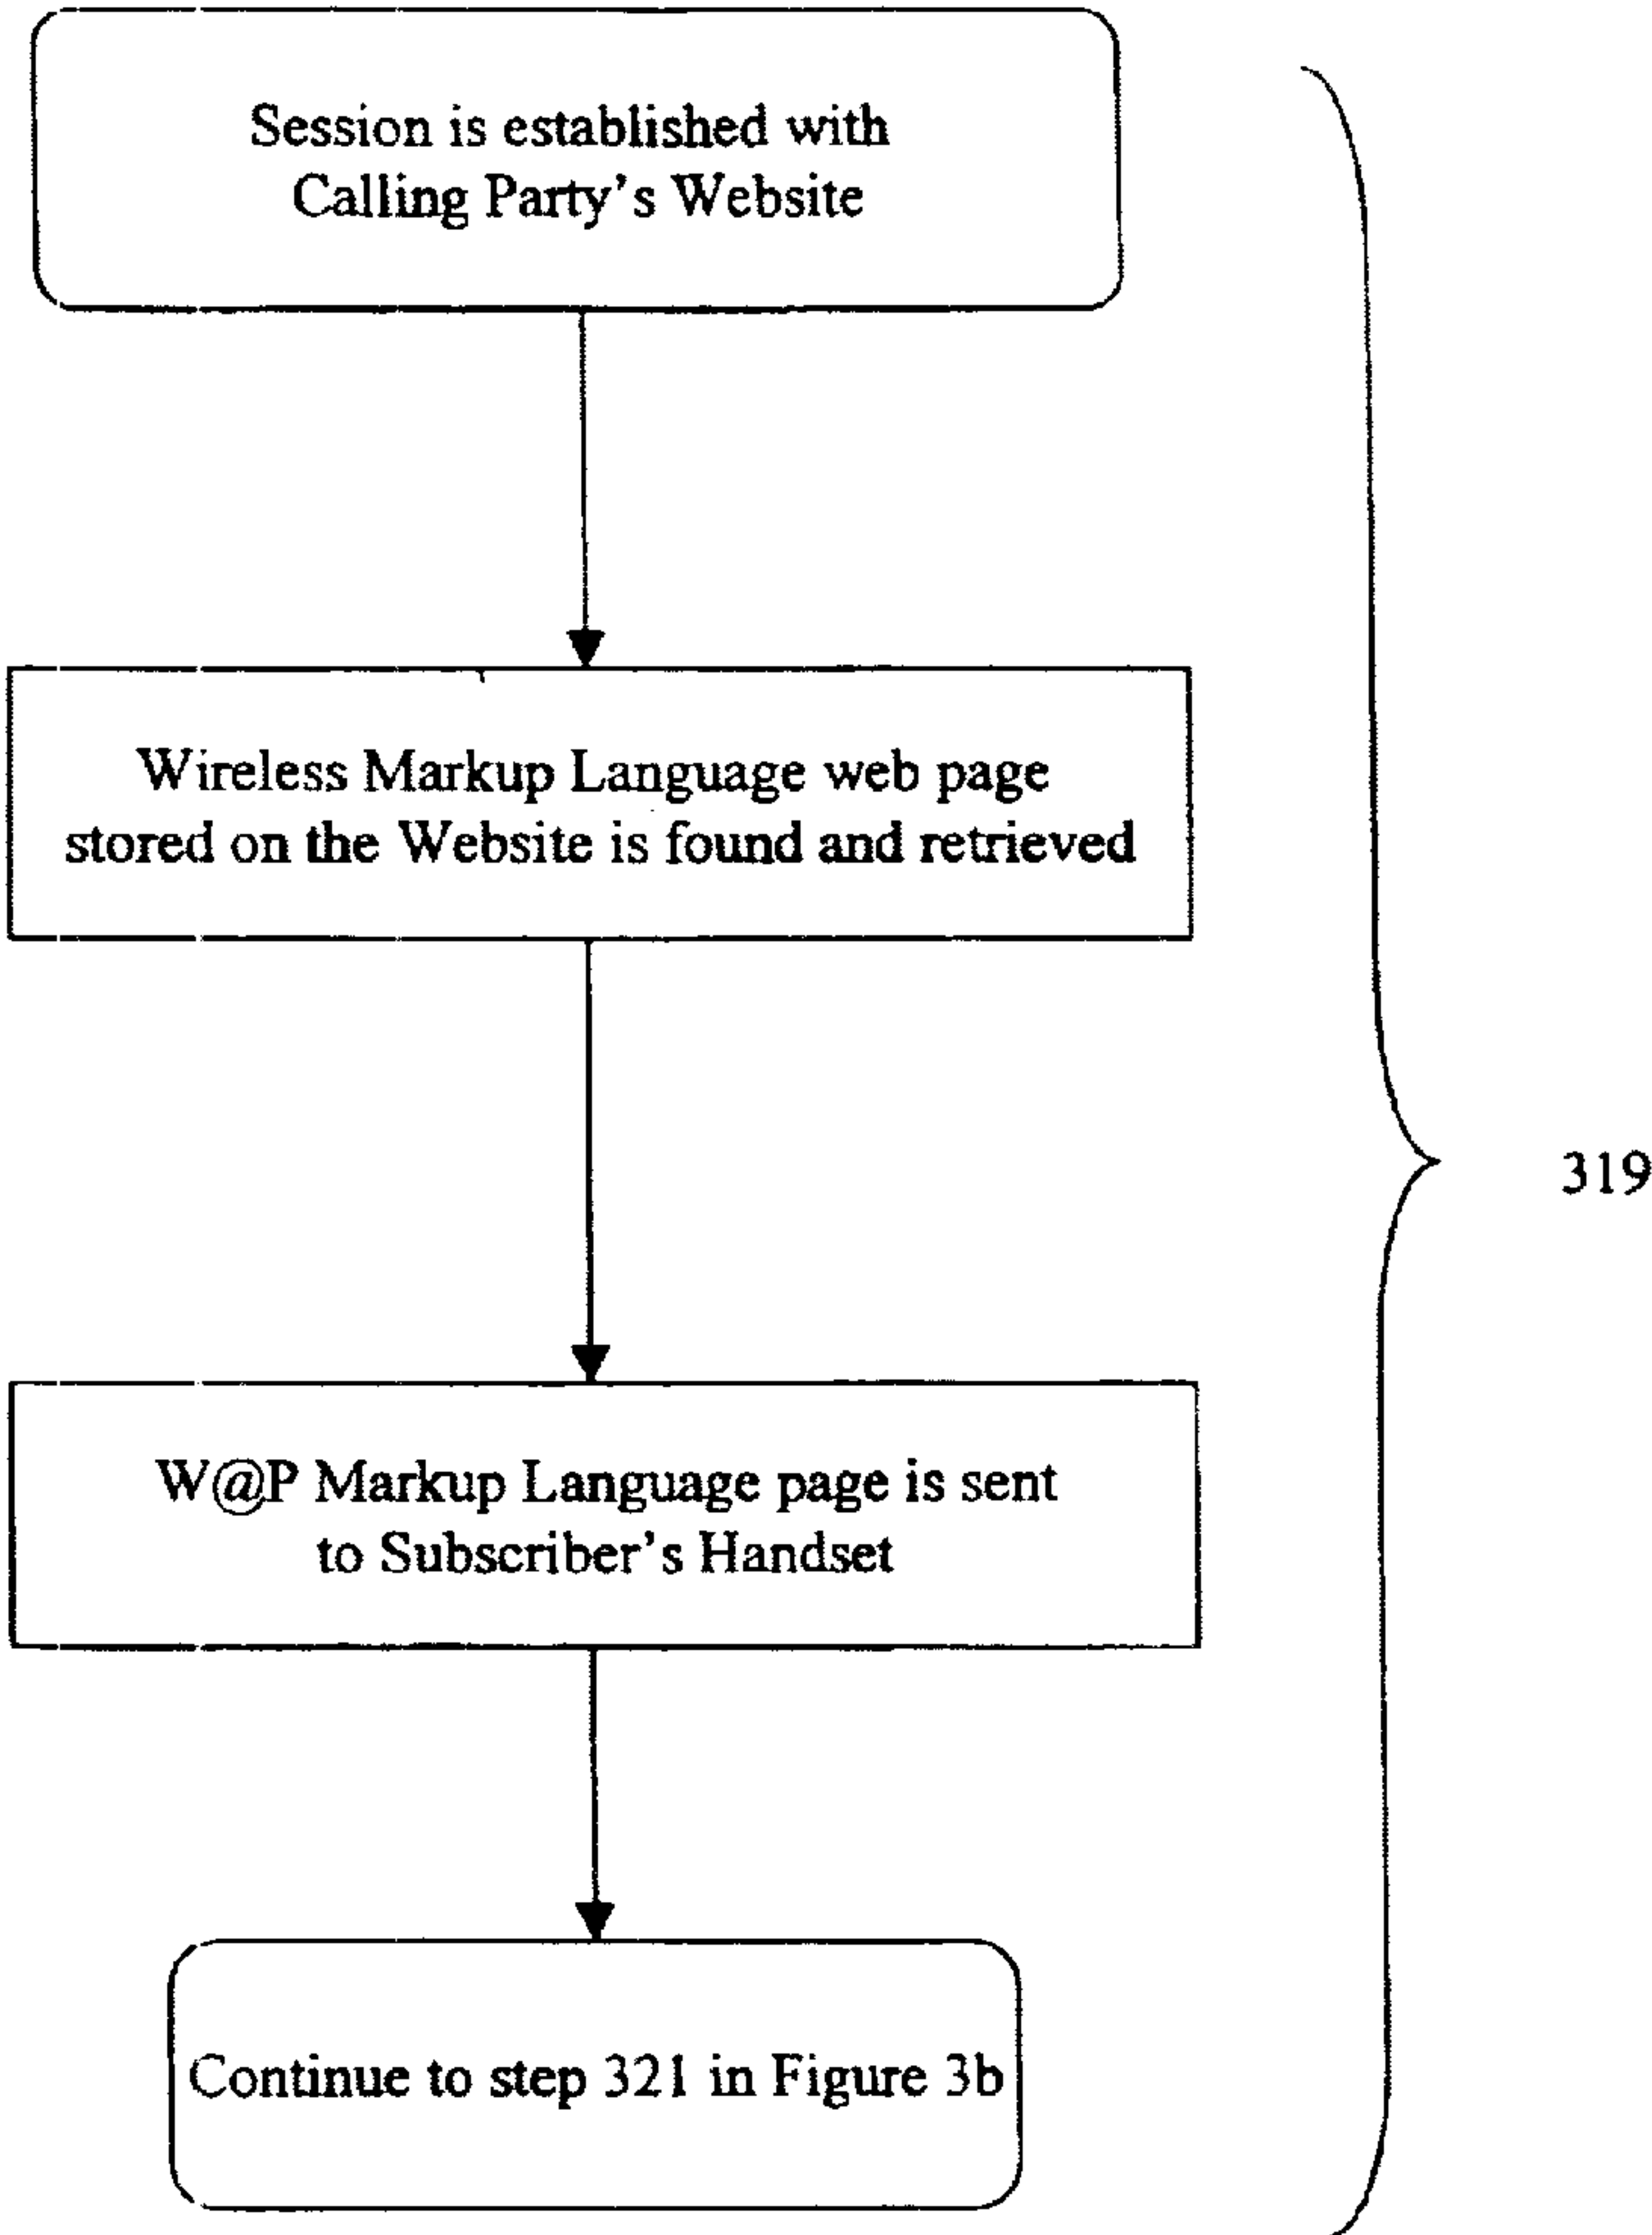 Session is established with
Calling Party's Website
Wireless Markup Language web page
stored on the Website is found and retrieved
319
W@P Markup Language page is sent
to Subscriber's Handset
Continue to step 321 in Figure 3b